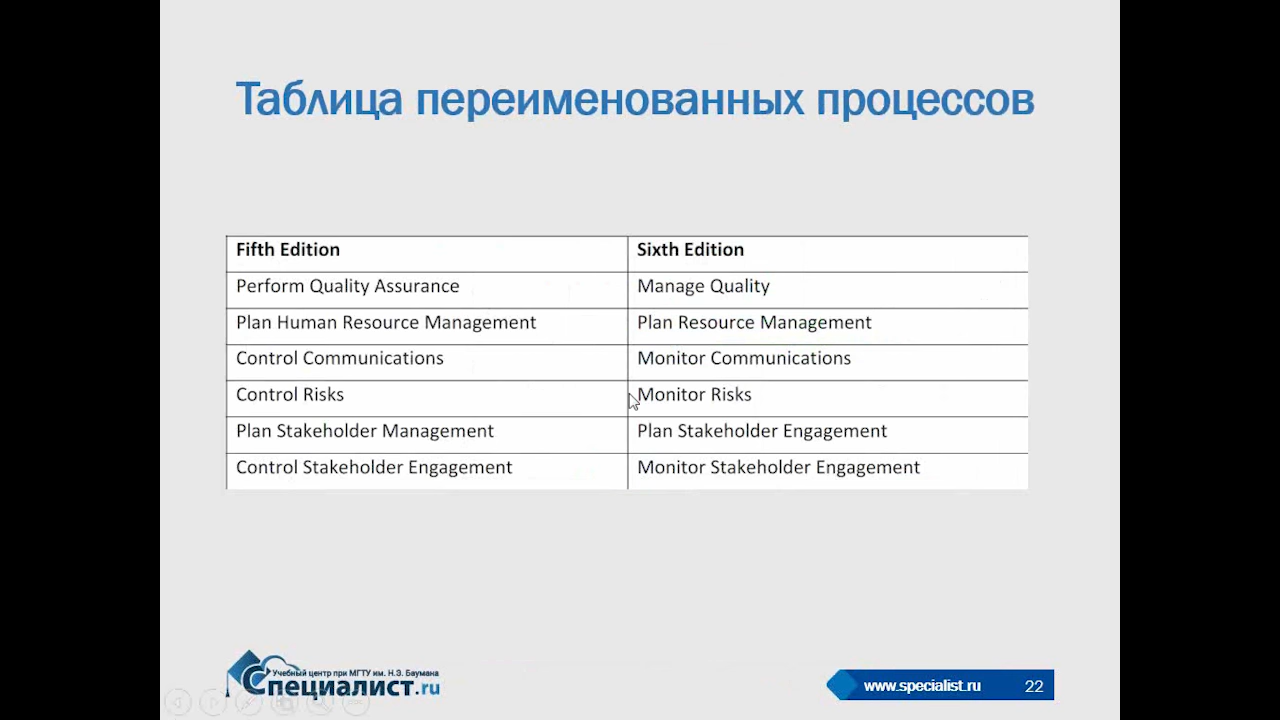 Таблица переименованных процессов
Fifth Edition Sixth Edition
Perform Quality Assurance Manage Quality
Plan Human Resource Management Plan Resource Management
Control Communications Monitor Communications
Control Risks Monitor Risks
Plan Stakeholder Management Plan Stakeholder Engagement
Control Stakeholder Engagement Monitor Stakeholder Engagement
Учебный центр при МГТУ им. Н.Э. Баумана
Специалист.ru
www.specialist.ru 22